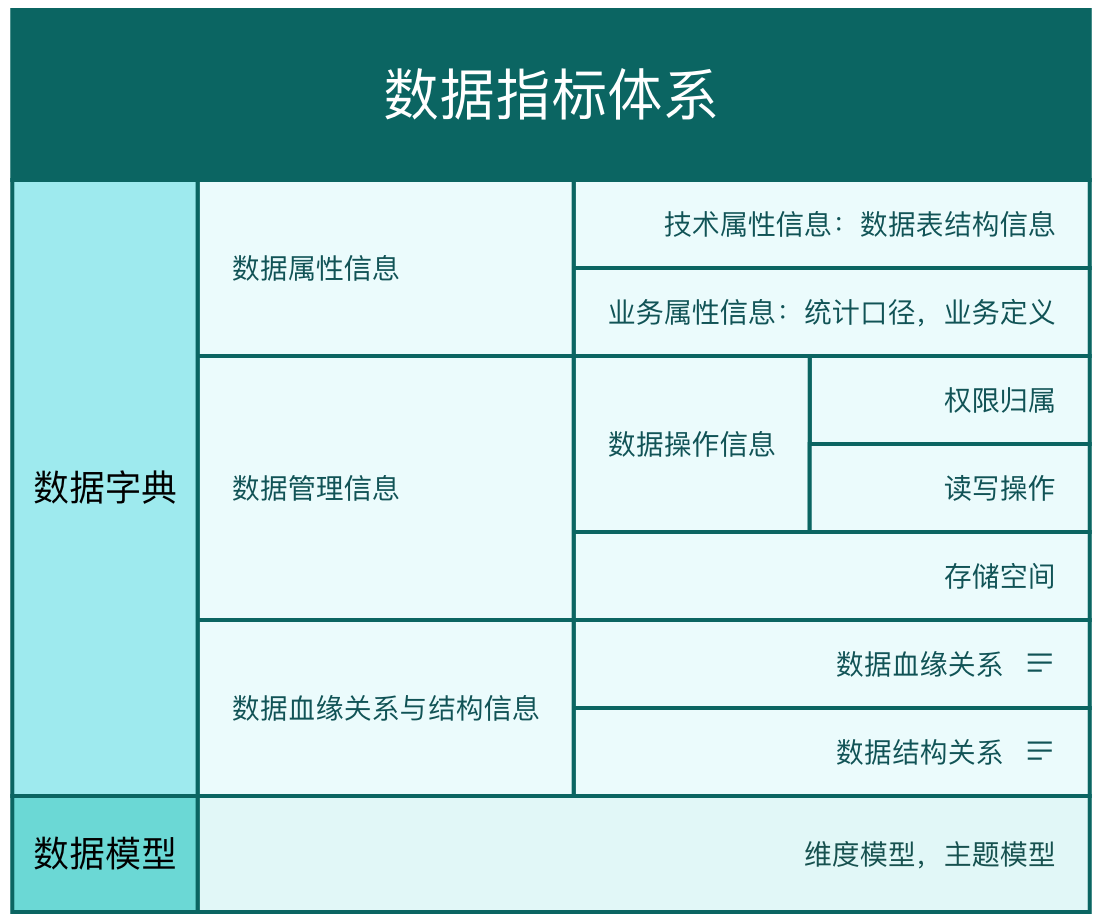 数据指标体系
数据字典
数据属性信息
技术属性信息：数据表结构信息
业务属性信息：统计口径，业务定义
数据管理信息
数据操作信息
权限归属
读写操作
存储空间
数据血缘关系与结构信息
数据血缘关系
数据结构关系
数据模型
维度模型，主题模型